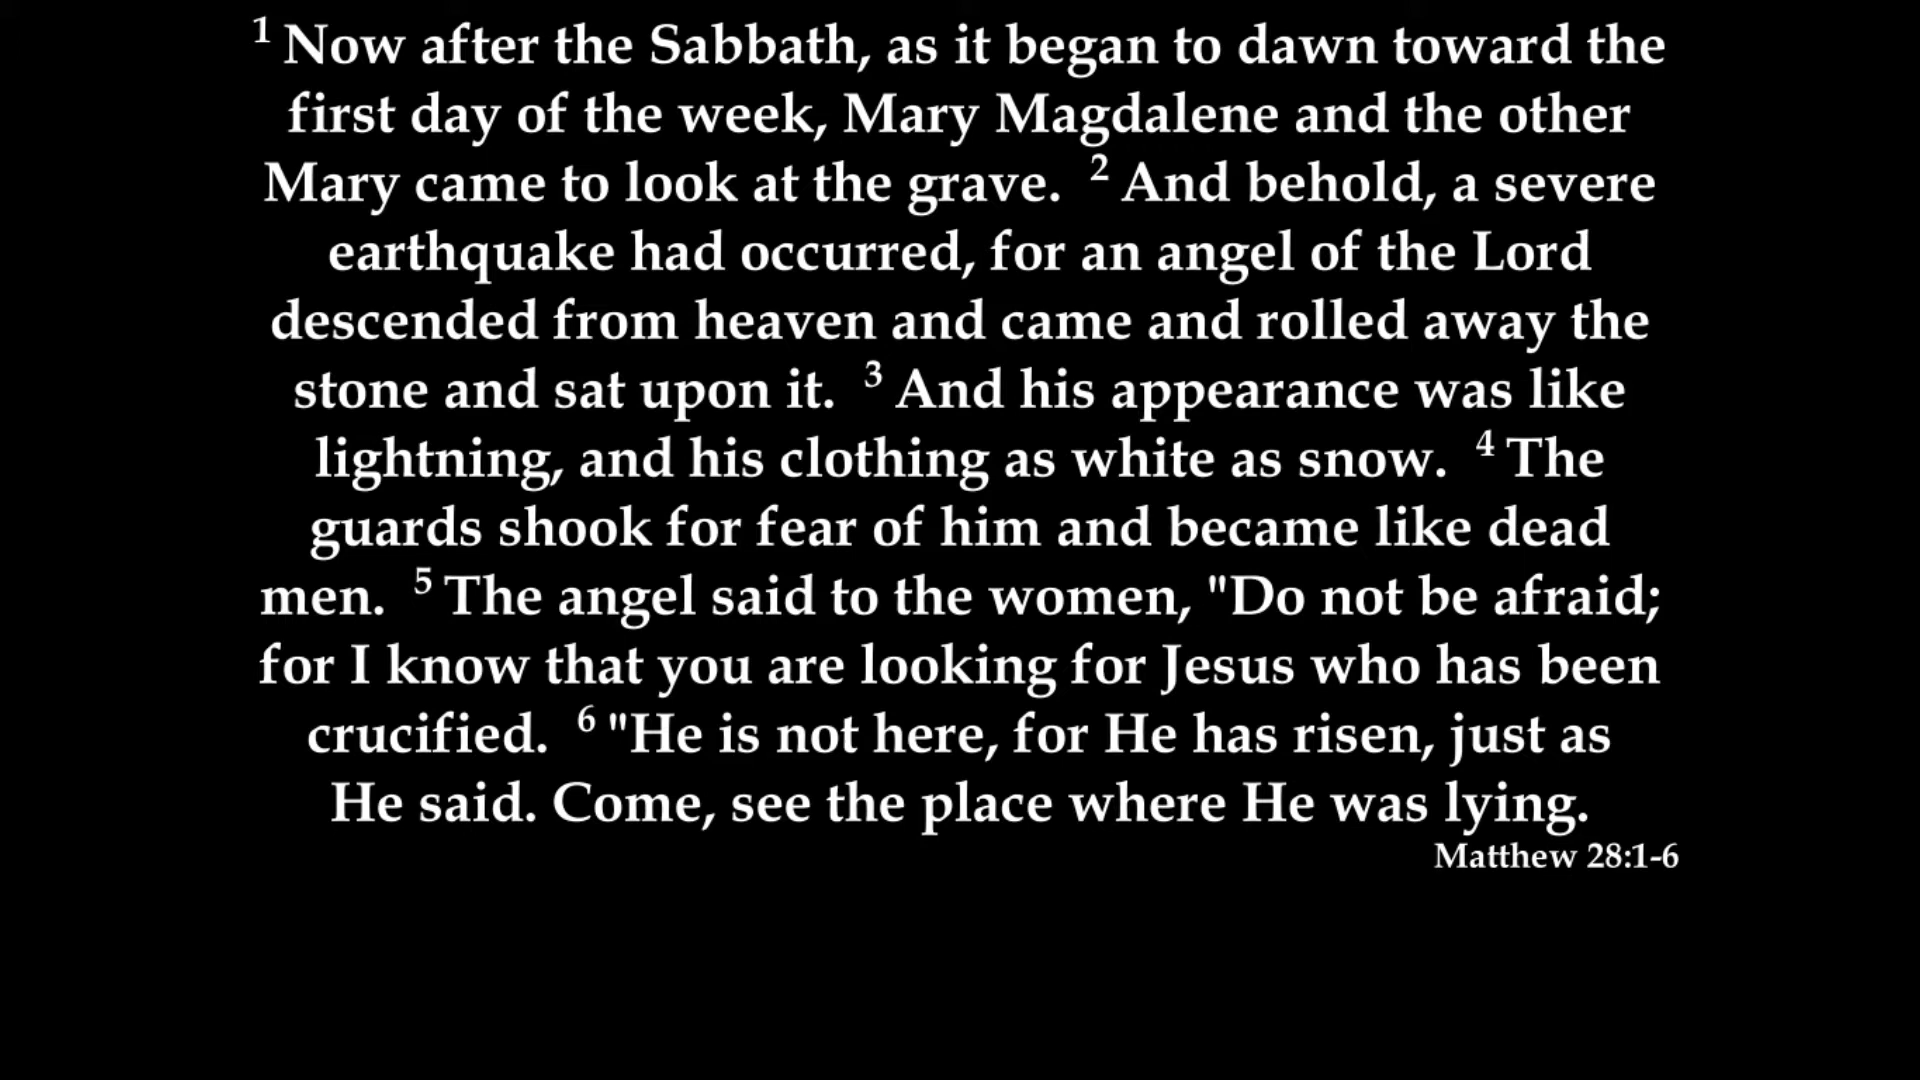 1 Now after the Sabbath, as it began to dawn toward the
first day of the week, Mary Magdalene and the other
Mary came to look at the grave. 2 And behold, a severe
earthquake had occurred, for an angel of the Lord
descended from heaven and came and rolled away the
stone and sat upon it. 3 And his appearance was like
lightning, and his clothing as white as snow. 4 The
guards shook for fear of him and became like dead
men. 5 The angel said to the women, "Do not be afraid;
for I know that you are looking for Jesus who has been
crucified. 6 "He is not here, for He has risen, just as
He said. Come, see the place where He was lying.
Matthew 28:1-6